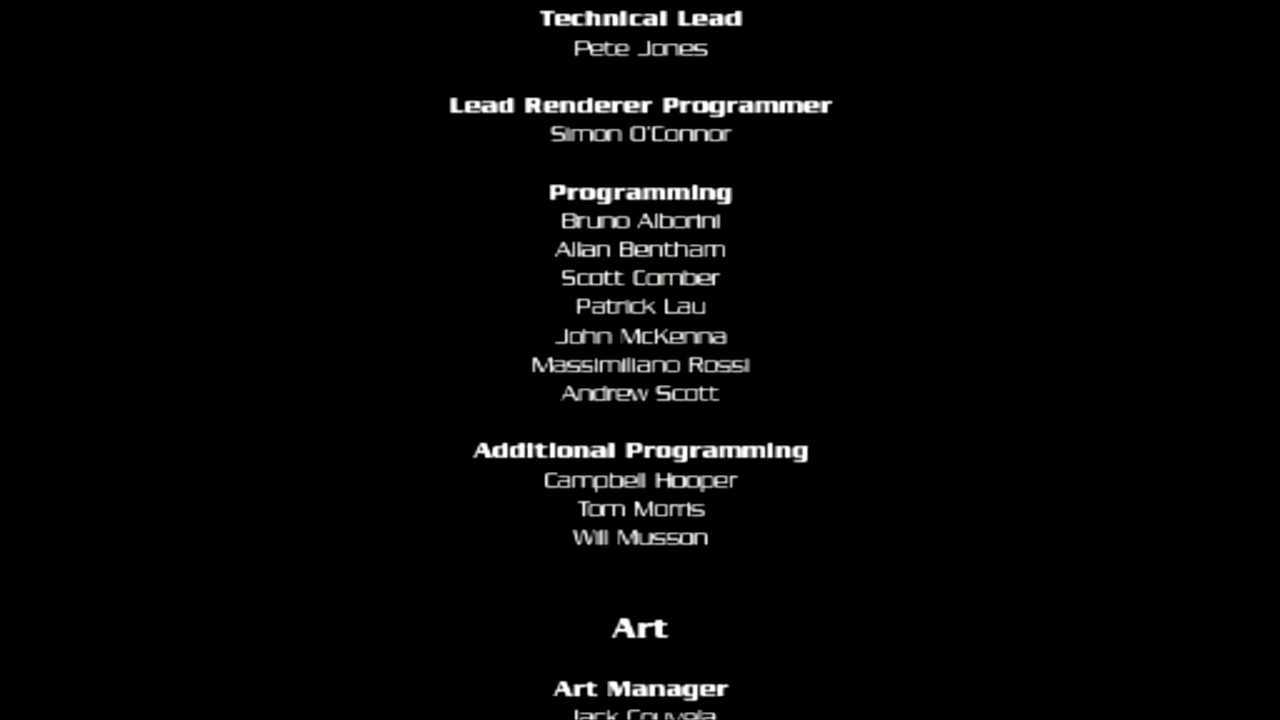 Technical Lead
Pete Jones
Lead Renderer Programmer
Simon O'Connor
Programming
Bruno Alborini
Allan Bentham
Scott Comber
Patrick Lau
John McKenna
Massimiliano Rossi
Andrew Scott
Additional Programming
Campbell Hooper
Tom Morris
Will Musson
Art
Art Manager
Jack